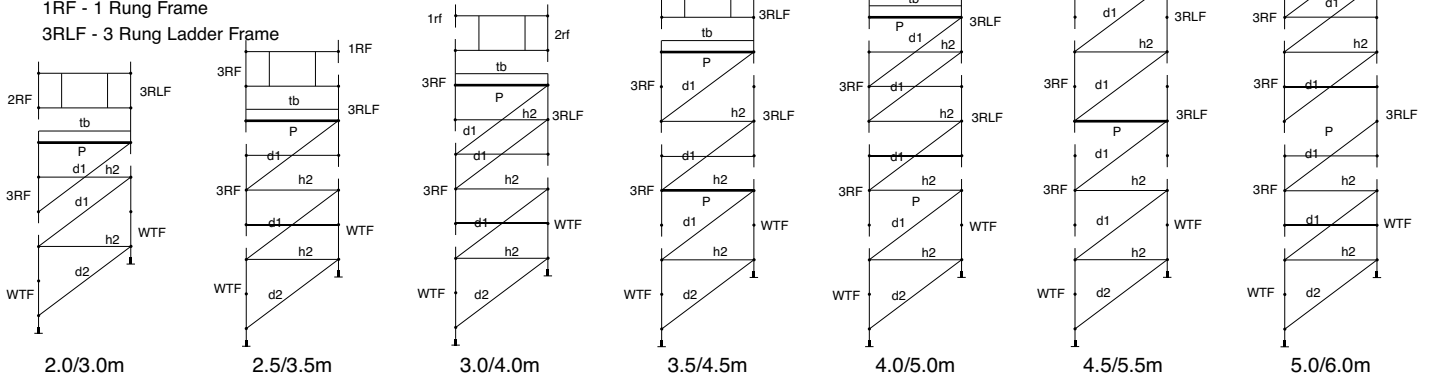 1RF - 1 Rung Frame
3RLF - 3 Rung Ladder Frame
2RF
3RLF
tb
P
d1
h2
3RF
d1
WTF
h2
d2
WTF
2.0/3.0m
1RF
3RF
tb
3RLF
P
d1
3RF
h2
d1
WTF
h2
WTF
d2
2.5/3.5m
1rf
2rf
tb
3RF
P
h2
3RLF
d1
d1
3RF
h2
d1
WTF
h2
WTF
d2
3.0/4.0m
3RLF
tb
P
3RF
d1
h2
3RLF
d1
3RF
h2
P
d1
WTF
h2
WTF
d2
3.5/4.5m
tb
3RLF
P
d1
h2
3RF
d1
h2
3RLF
d1
3RF
h2
P
d1
WTF
h2
WTF
d2
4.0/5.0m
d1
3RLF
h2
3RF
d1
3RLF
P
d1
3RF
h2
d1
WTF
h2
WTF
d2
4.5/5.5m
d1
3RF
3RLF
h2
3RF
d1
3RLF
P
d1
3RF
h2
d1
WTF
h2
WTF
d2
5.0/6.0m